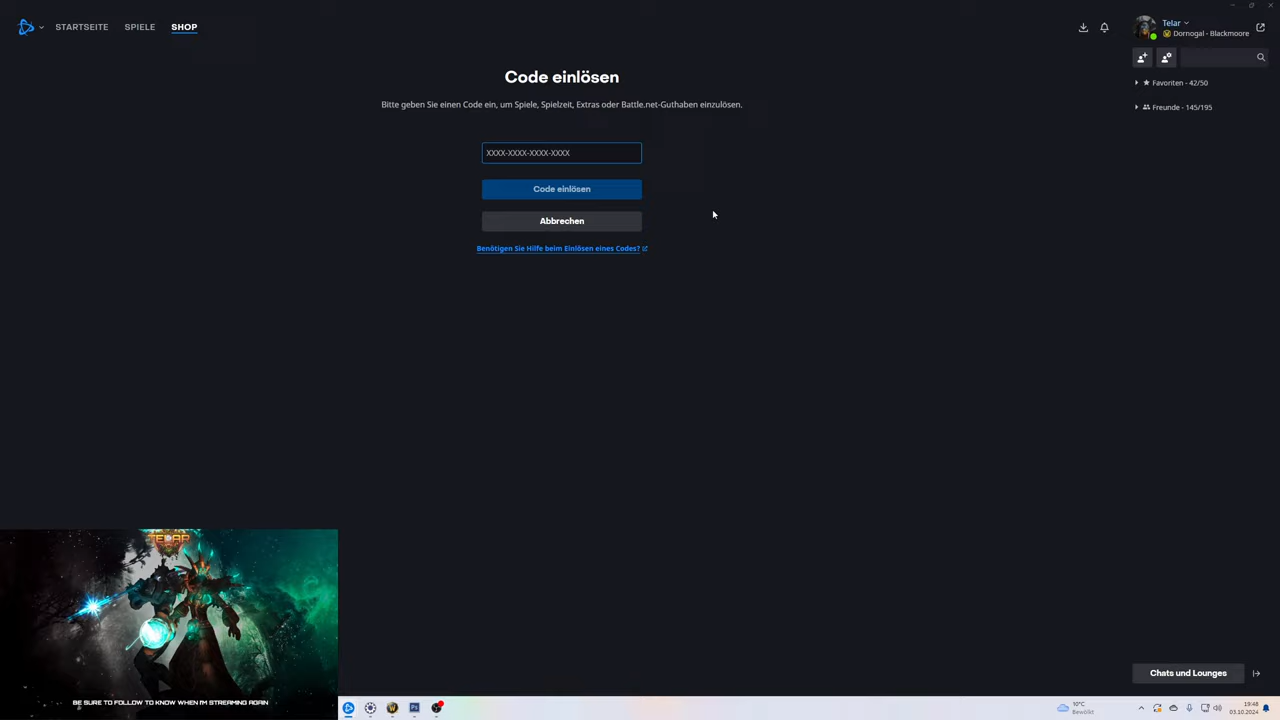 STARTSEITE
SPIELE
SHOP
Telar
Dornogal - Blackmoore
Favoriten - 42/50
Freunde - 145/195
Code einlösen
Bitte geben Sie einen Code ein, um Spiele, Spielzeit, Extras oder Battle.net-Guthaben einzulösen.
XXXX-XXXX-XXXX-XXXX
Code einlösen
Abbrechen
Benötigen Sie Hilfe beim Einlösen eines Codes?
TELAR
BE SURE TO FOLLOW TO KNOW WHEN I'M STREAMING AGAIN
Chats und Lounges
W
Ps
10°C
Bewölkt
19:48
03.10.2024